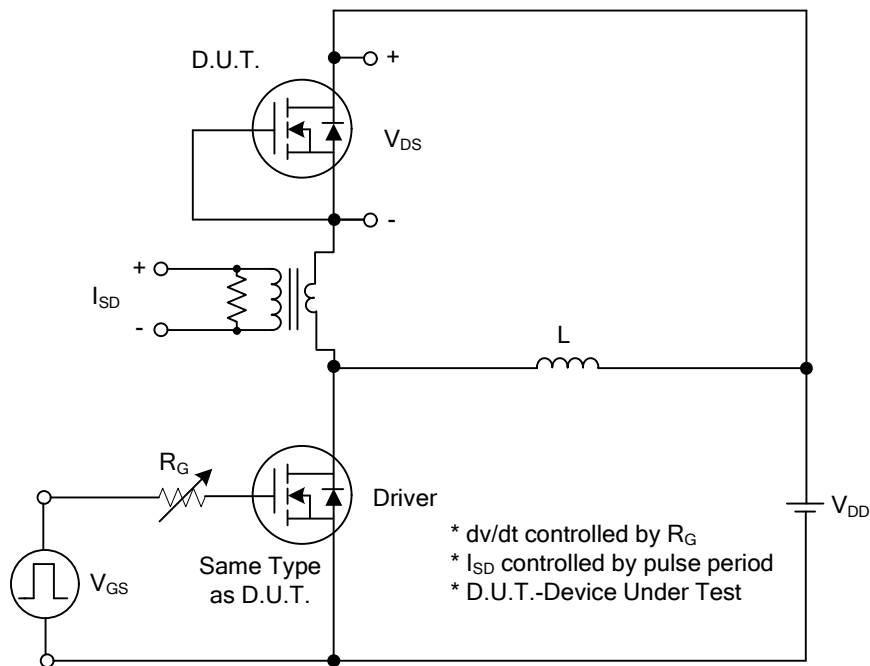 D.U.T.
+
V_DS
-
+
I_SD
-
L
R_G
Driver
V_DD
V_GS
Same Type
as D.U.T.
* dv/dt controlled by R_G
* I_SD controlled by pulse period
* D.U.T.-Device Under Test